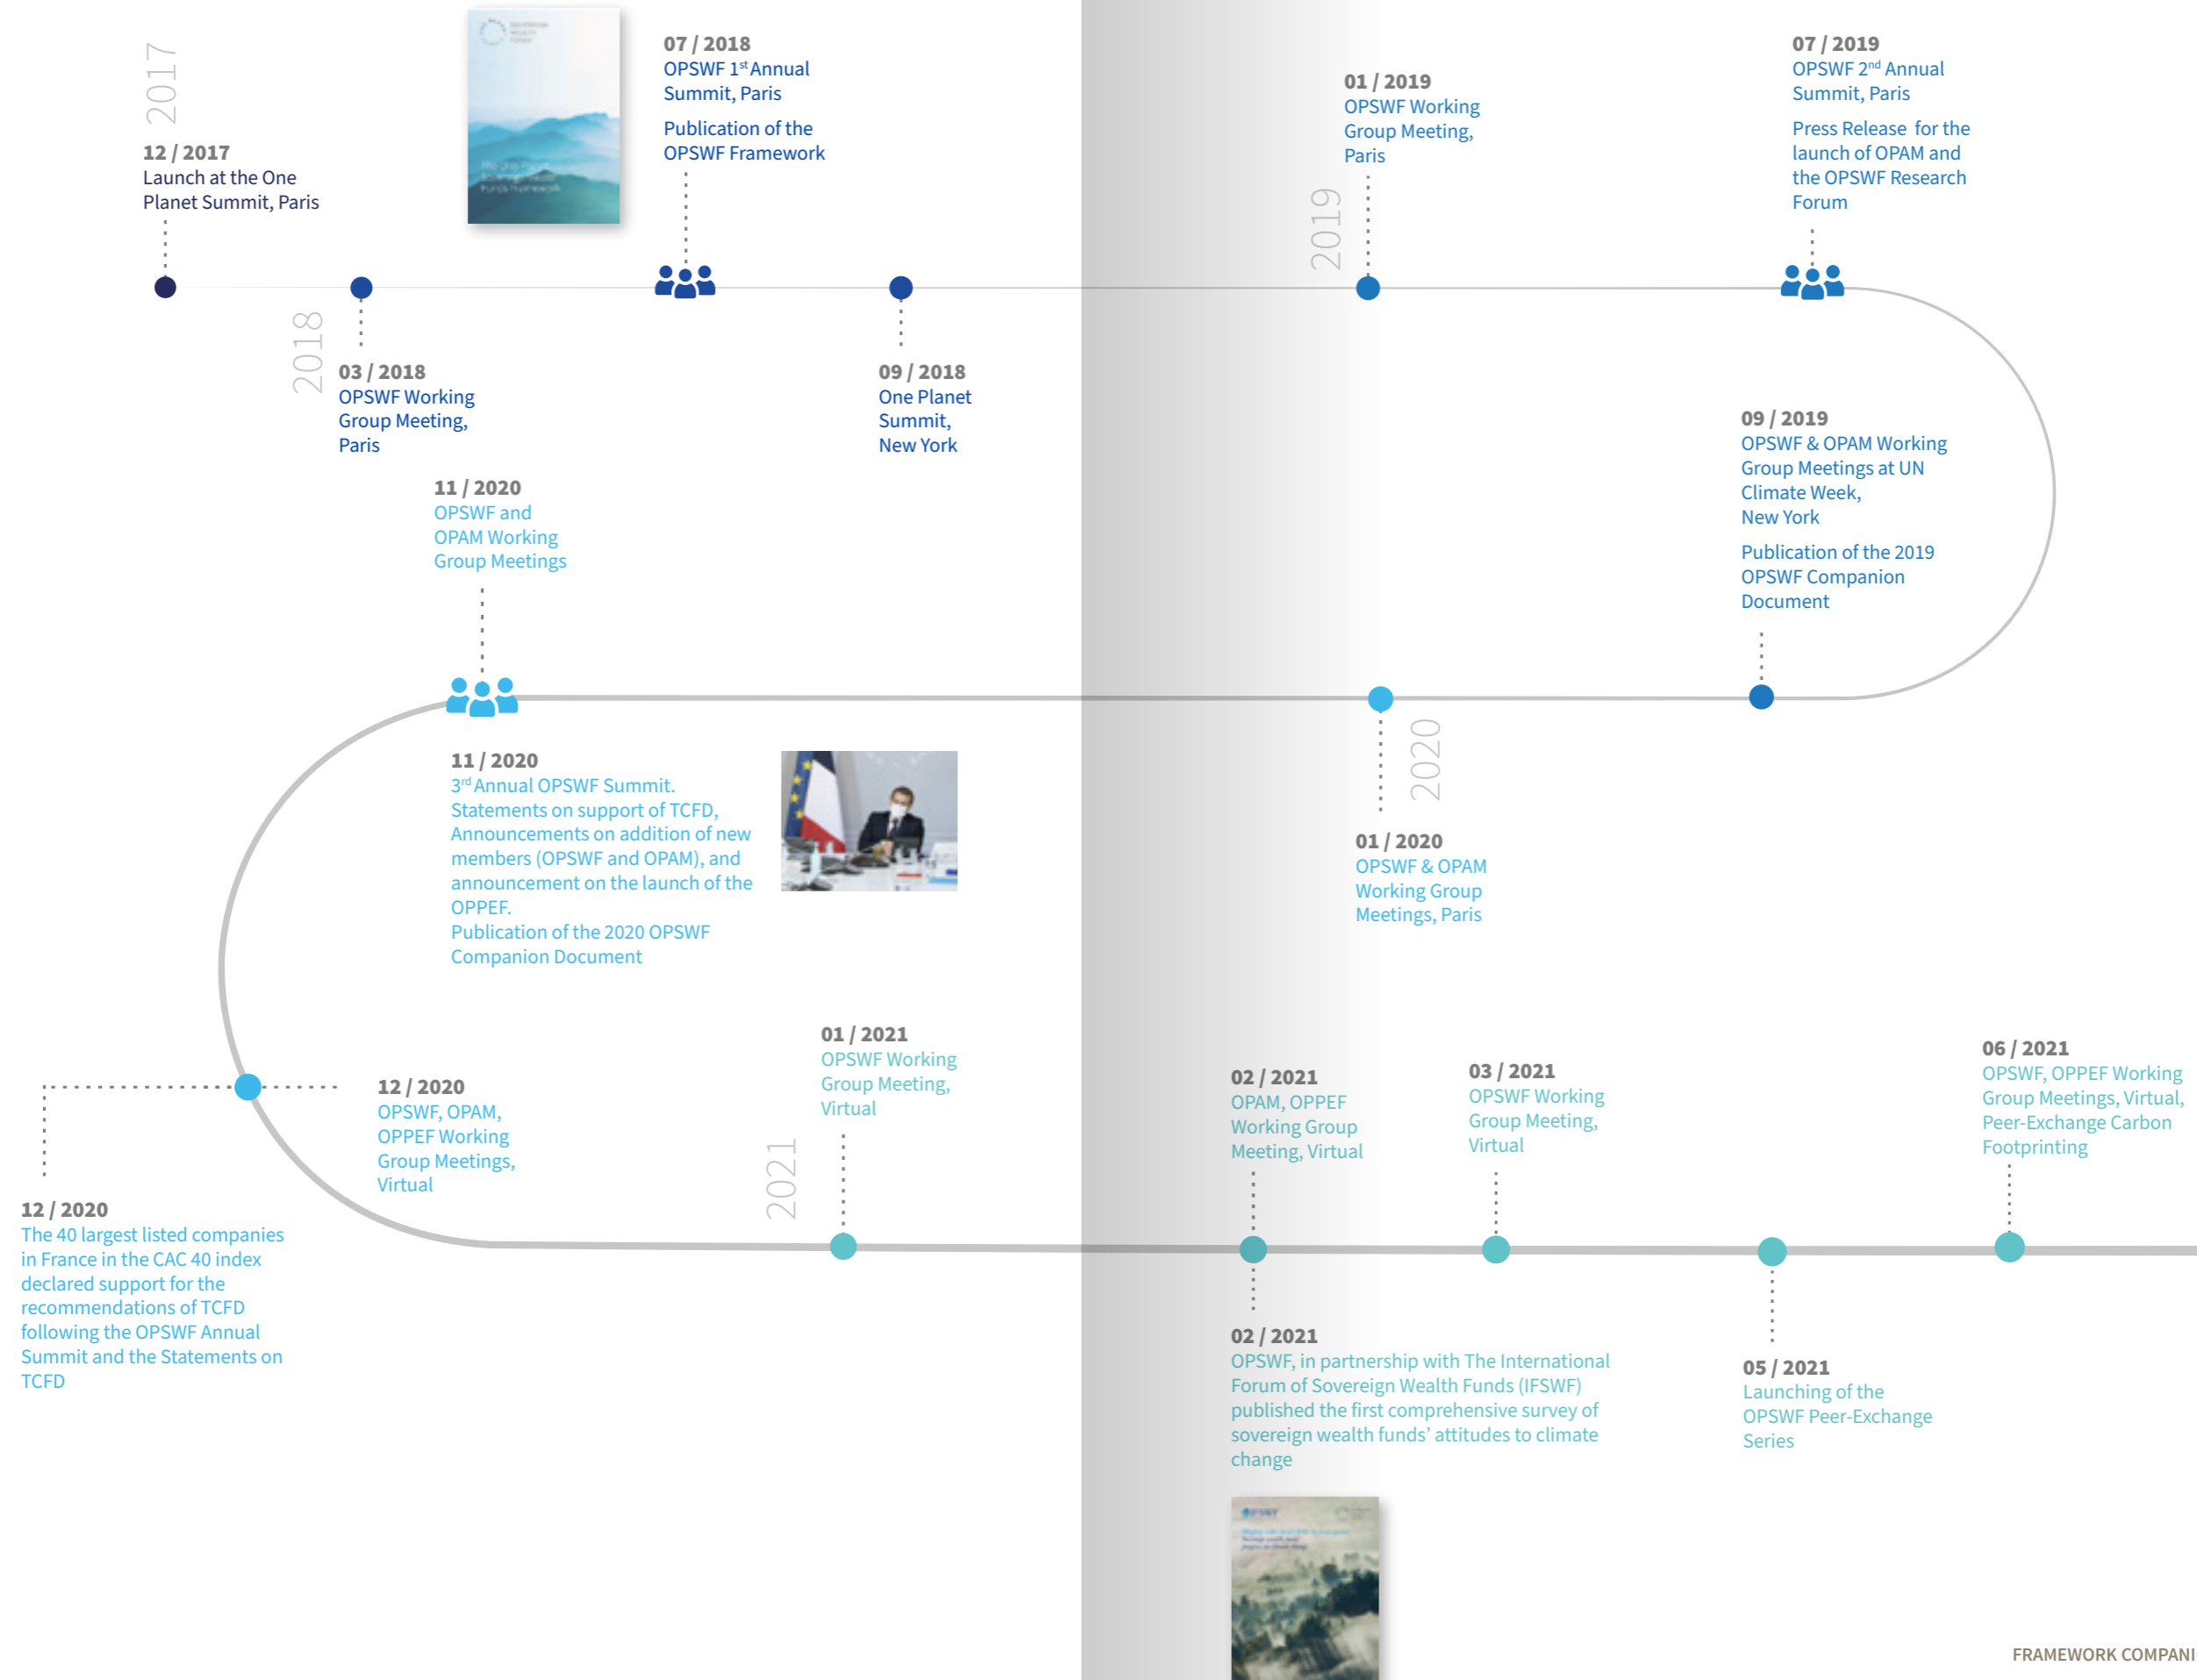 2017
12 / 2017
Launch at the One
Planet Summit, Paris
2018
03 / 2018
OPSWF Working
Group Meeting,
Paris
07 / 2018
OPSWF 1st Annual
Summit, Paris
Publication of the
OPSWF Framework
09 / 2018
One Planet
Summit,
New York
2019
01 / 2019
OPSWF Working
Group Meeting,
Paris
07 / 2019
OPSWF 2nd Annual
Summit, Paris
Press Release for the
launch of OPAM and
the OPSWF Research
Forum
09 / 2019
OPSWF & OPAM Working
Group Meetings at UN
Climate Week,
New York
Publication of the 2019
OPSWF Companion
Document
2020
01 / 2020
OPSWF & OPAM
Working Group
Meetings, Paris
11 / 2020
OPSWF and
OPAM Working
Group Meetings
11 / 2020
3rd Annual OPSWF Summit.
Statements on support of TCFD,
Announcements on addition of new
members (OPSWF and OPAM), and
announcement on the launch of the
OPPEF.
Publication of the 2020 OPSWF
Companion Document
12 / 2020
OPSWF, OPAM,
OPPEF Working
Group Meetings,
Virtual
12 / 2020
The 40 largest listed companies
in France in the CAC 40 index
declared support for the
recommendations of TCFD
following the OPSWF Annual
Summit and the Statements on
TCFD
2021
01 / 2021
OPSWF Working
Group Meeting,
Virtual
02 / 2021
OPAM, OPPEF
Working Group
Meeting, Virtual
02 / 2021
OPSWF, in partnership with The International
Forum of Sovereign Wealth Funds (IFSWF)
published the first comprehensive survey of
sovereign wealth funds’ attitudes to climate
change
03 / 2021
OPSWF Working
Group Meeting,
Virtual
05 / 2021
Launching of the
OPSWF Peer-Exchange
Series
06 / 2021
OPSWF, OPPEF Working
Group Meetings, Virtual,
Peer-Exchange Carbon
Footprinting
FRAMEWORK COMPANI